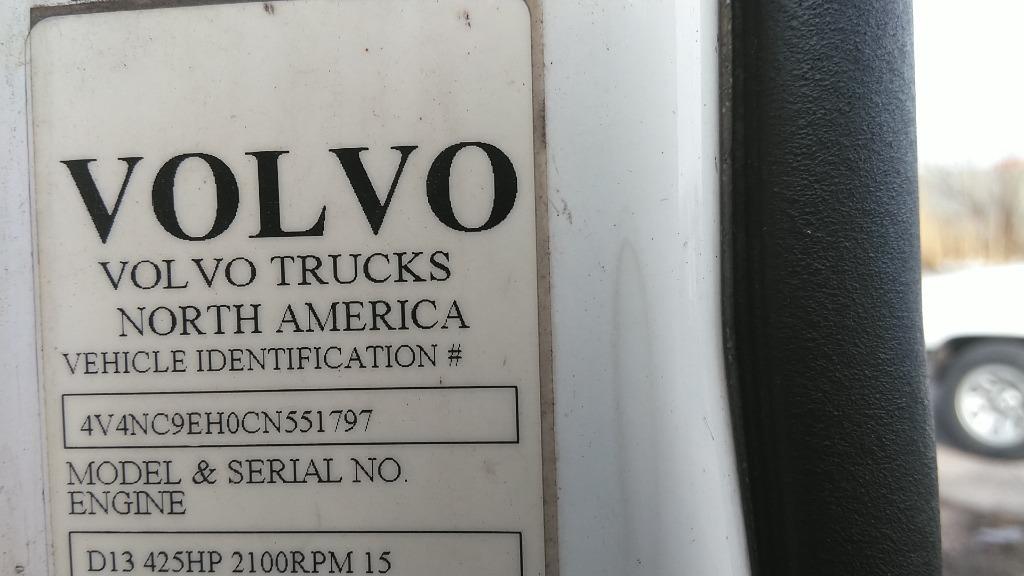 VOLVO
VOLVO TRUCKS
NORTH AMERICA
VEHICLE IDENTIFICATION #
4V4NC9EH0CN551797
MODEL & SERIAL NO.
ENGINE
D13 425HP 2100RPM 15